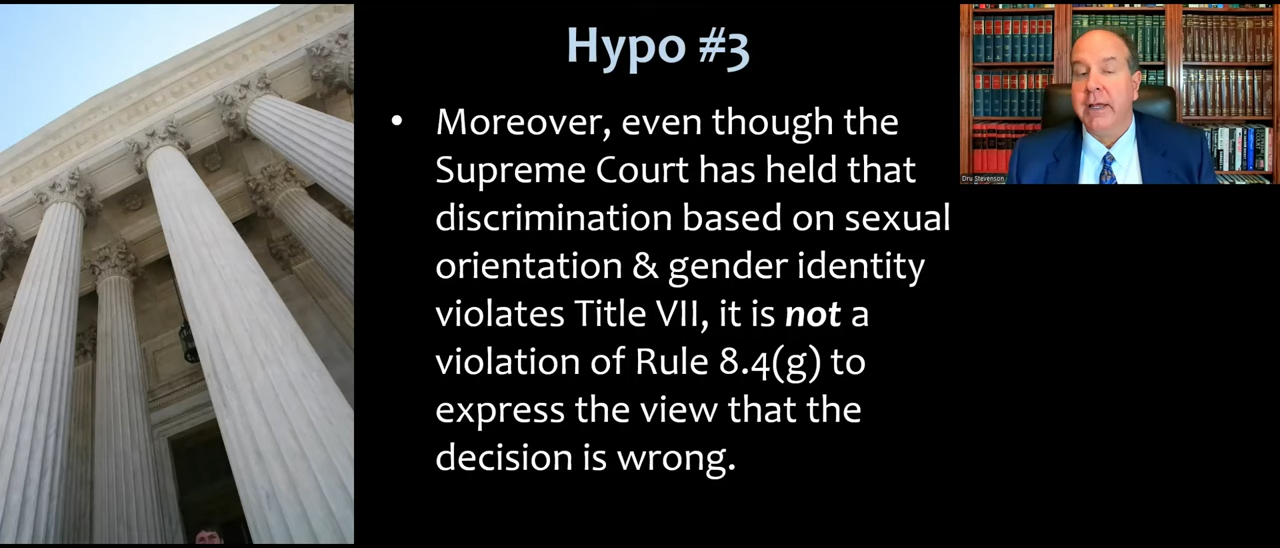 Hypo #3
• Moreover, even though the
Supreme Court has held that
discrimination based on sexual
orientation & gender identity
violates Title VII, it is not a
violation of Rule 8.4(g) to
express the view that the
decision is wrong.
Dru Stevenson